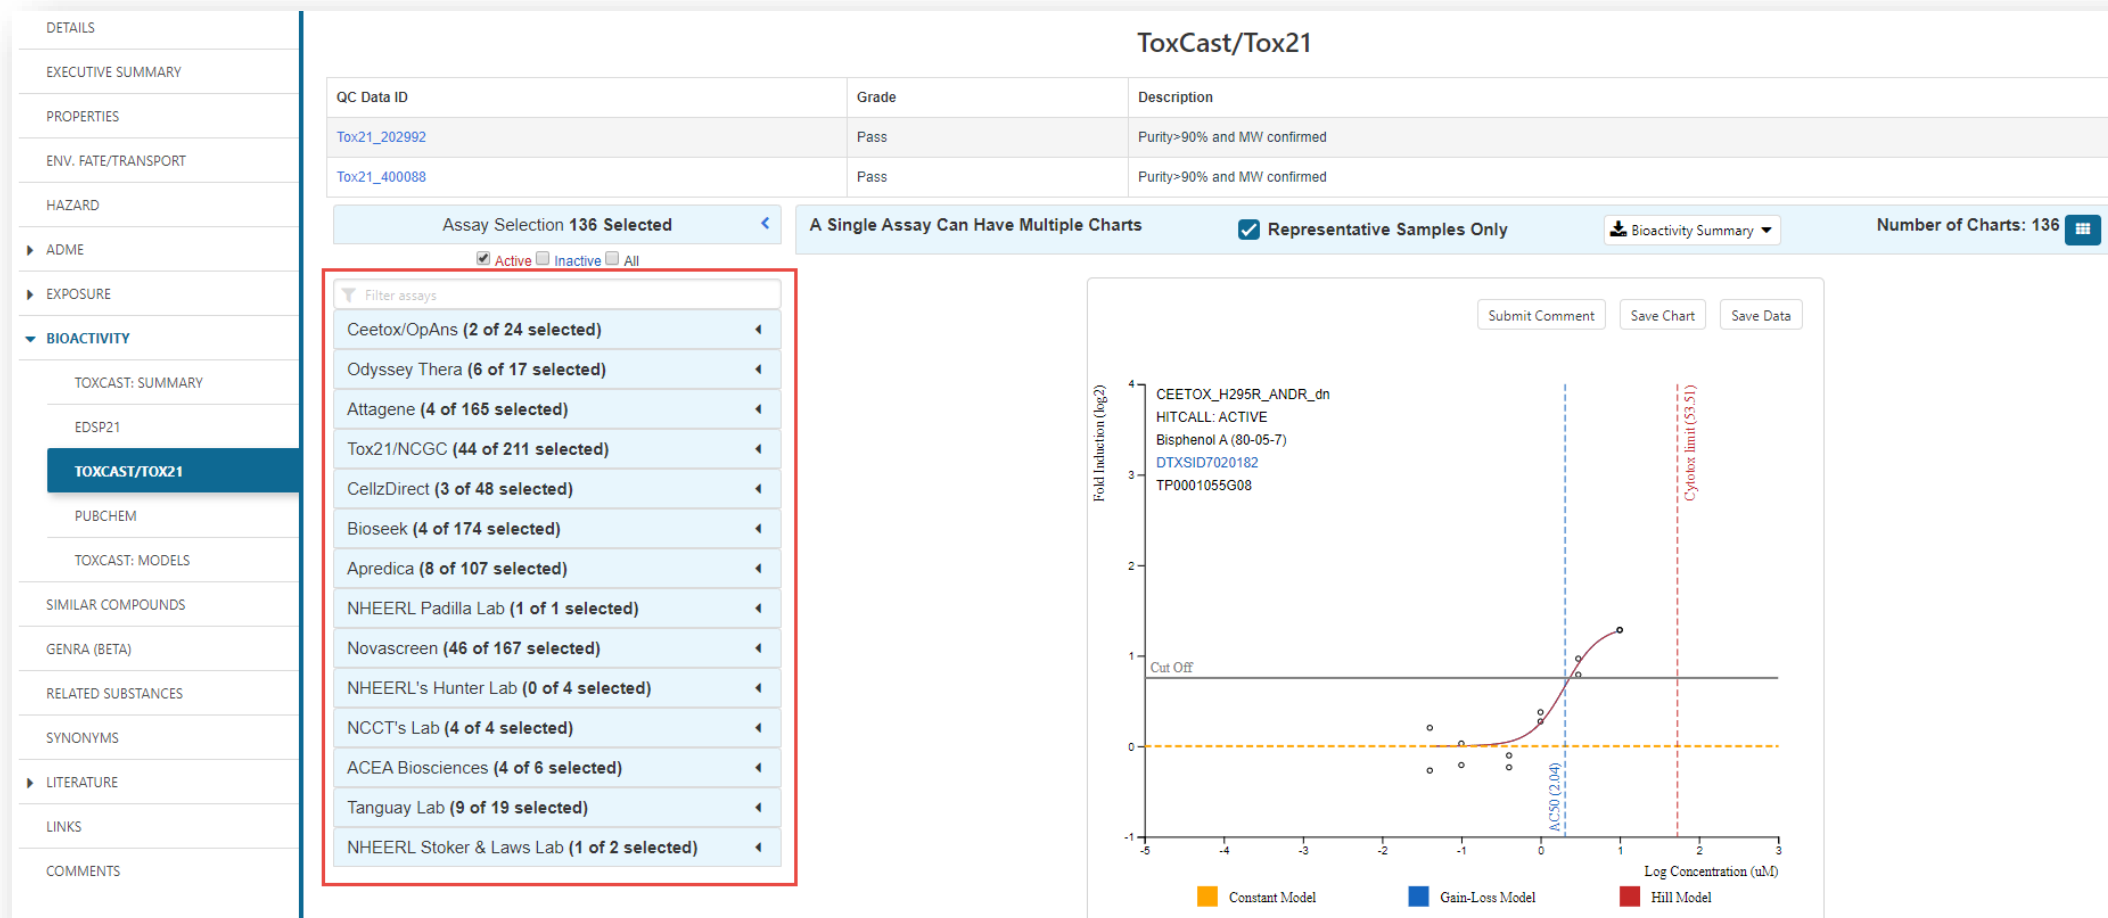 DETAILS
EXECUTIVE SUMMARY
PROPERTIES
ENV. FATE/TRANSPORT
HAZARD
ADME
EXPOSURE
BIOACTIVITY
TOXCAST: SUMMARY
EDSP21
TOXCAST/TOX21
PUBCHEM
TOXCAST: MODELS
SIMILAR COMPOUNDS
GENRA (BETA)
RELATED SUBSTANCES
SYNONYMS
LITERATURE
LINKS
COMMENTS
ToxCast/Tox21
QC Data ID Grade Description
Tox21_202992 Pass Purity>90% and MW confirmed
Tox21_400088 Pass Purity>90% and MW confirmed
Assay Selection 136 Selected
Active Inactive All
Filter assays
Ceetox/OpAns (2 of 24 selected)
Odyssey Thera (6 of 17 selected)
Attagene (4 of 165 selected)
Tox21/NCGC (44 of 211 selected)
CellzDirect (3 of 48 selected)
Bioseek (4 of 174 selected)
Apredica (8 of 107 selected)
NHEERL Padilla Lab (1 of 1 selected)
Novascreen (46 of 167 selected)
NHEERL's Hunter Lab (0 of 4 selected)
NCCT's Lab (4 of 4 selected)
ACEA Biosciences (4 of 6 selected)
Tanguay Lab (9 of 19 selected)
NHEERL Stoker & Laws Lab (1 of 2 selected)
A Single Assay Can Have Multiple Charts Representative Samples Only Bioactivity Summary Number of Charts: 136
Submit Comment Save Chart Save Data
CEETOX_H295R_ANDR_dn
HITCALL: ACTIVE
Bisphenol A (80-05-7)
DTXSID7020182
TP0001055G08
Fold Induction (log2)
4
3
2
1
0
-1
Cut Off
AC50 (2.04)
Cytotox limit (53.51)
-5 -4 -3 -2 -1 0 1 2 3
Log Concentration (uM)
Constant Model Gain-Loss Model Hill Model